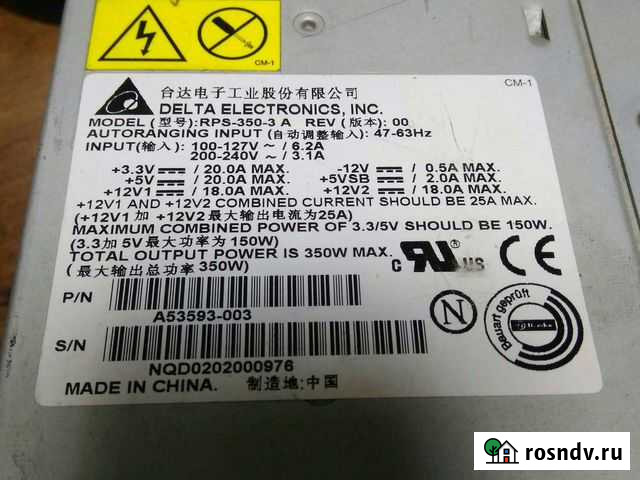 CM-1
CM-1
台达电子工业股份有限公司
DELTA ELECTRONICS, INC.
MODEL (型号):RPS-350-3 A REV (版本): 00
AUTORANGING INPUT (自动调整输入): 47-63Hz
INPUT(输入): 100-127V ~ / 6.2A
200-240V ~ / 3.1A
+3.3V / 20.0A MAX. -12V / 0.5A MAX.
+5V / 20.0A MAX. +5VSB / 2.0A MAX.
+12V1 / 18.0A MAX. +12V2 / 18.0A MAX.
+12V1 AND +12V2 COMBINED CURRENT SHOULD BE 25A MAX.
(+12V1 加 +12V2 最大输出电流为25A)
MAXIMUM COMBINED POWER OF 3.3/5V SHOULD BE 150W.
(3.3加 5V最大功率为 150W)
TOTAL OUTPUT POWER IS 350W MAX.
(最大输出总功率 350W)
c RU ® US CE
P/N
A53593-003
N
Bauart geprüft
S/N
NQD0202000976
MADE IN CHINA. 制造地:中国
rosndv.ru